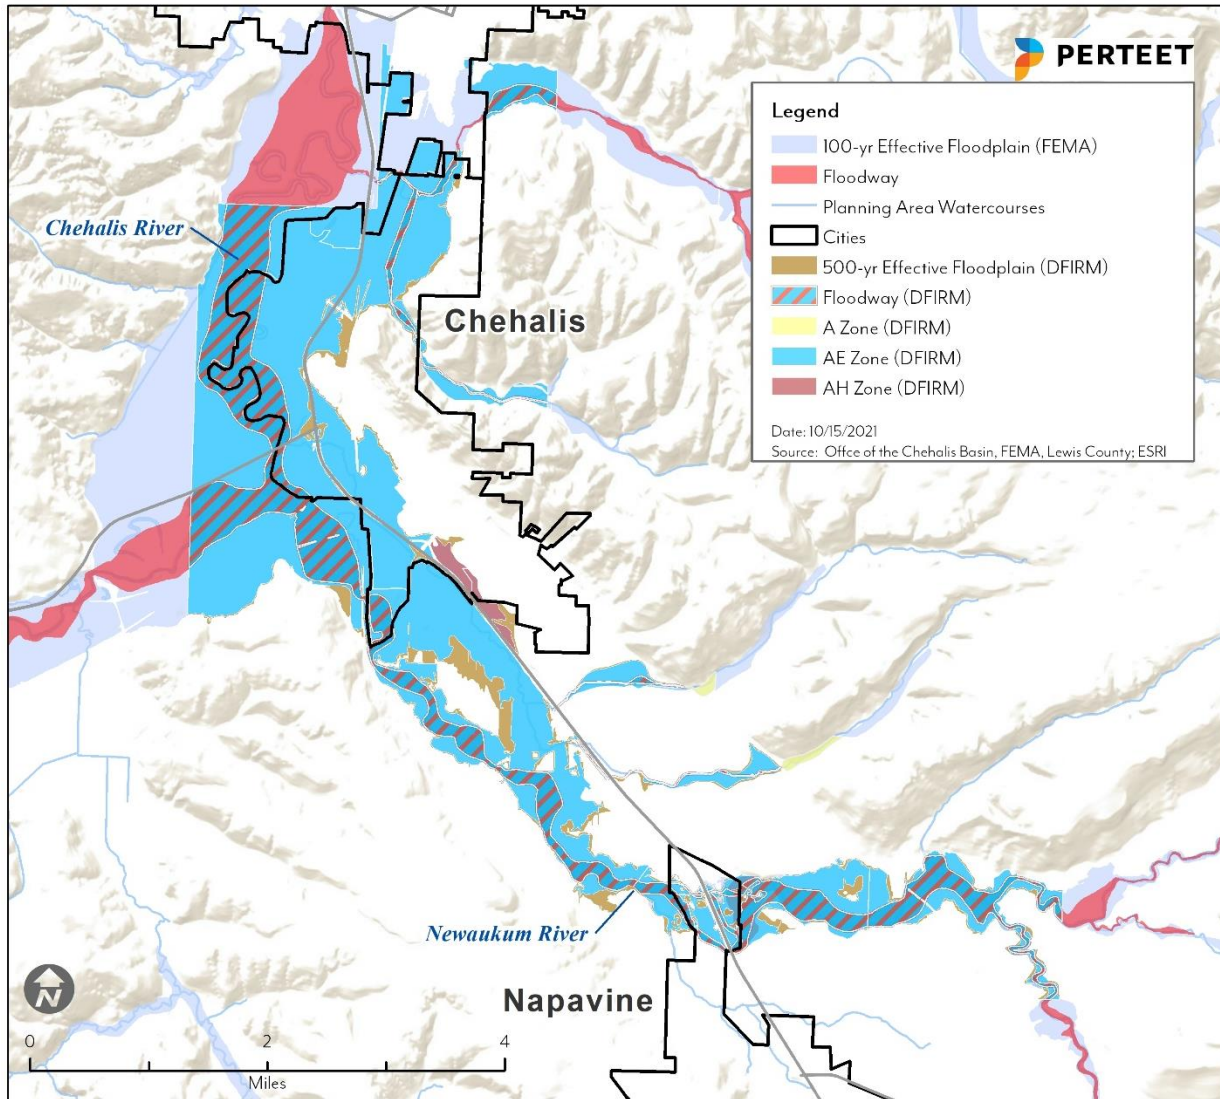 PERTEET
Legend
100-yr Effective Floodplain (FEMA)
Floodway
Planning Area Watercourses
Cities
500-yr Effective Floodplain (DFIRM)
Floodway (DFIRM)
A Zone (DFIRM)
AE Zone (DFIRM)
AH Zone (DFIRM)
Date: 10/15/2021
Source: Offce of the Chehalis Basin, FEMA, Lewis County; ESRI
Chehalis River
Chehalis
Newaukum River
Napavine
N
0 2 4
Miles